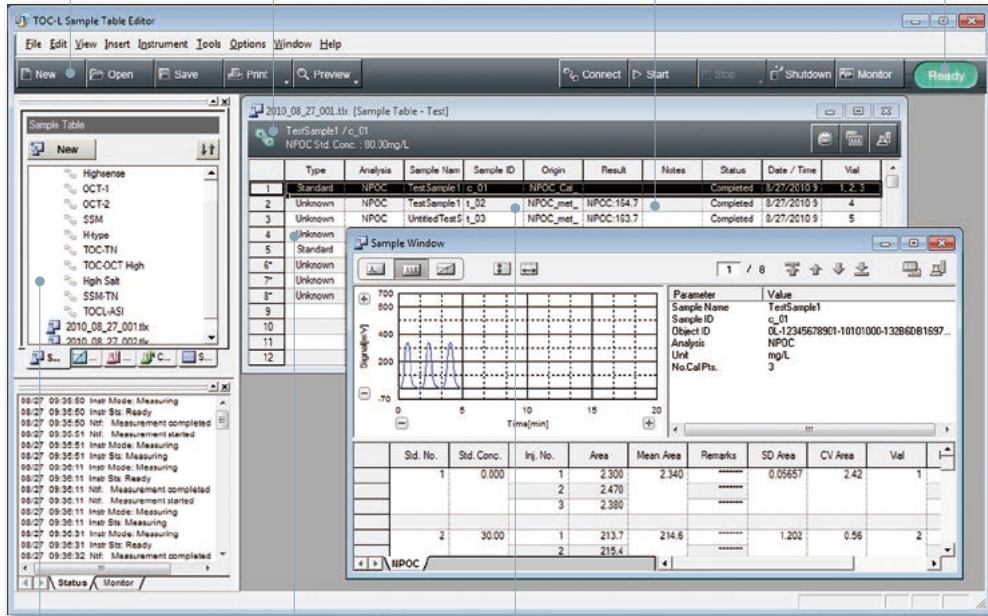 TOC-L Sample Table Editor
File Edit View Insert Instrument Tools Options Window Help
New Open Save Print Preview Connect Start Stop Shutdown Monitor Ready
Sample Table
New
Highsense
OCT-1
OCT-2
SSM
H-type
TOC-TN
TOC-OCT High
High Salt
SSM-TN
TOCL-ASI
2010_08_27_001.tlx
2010_08_27_002.tlx
S... ... ... C... S...
08/27 09:35:50 Instr Mode: Measuring
08/27 09:35:50 Instr Sts: Ready
08/27 09:35:50 Ntf: Measurement completed
08/27 09:35:51 Ntf: Measurement started
08/27 09:35:51 Instr Mode: Measuring
08/27 09:35:51 Instr Sts: Measuring
08/27 09:36:11 Instr Mode: Measuring
08/27 09:36:11 Instr Sts: Ready
08/27 09:36:11 Ntf: Measurement completed
08/27 09:36:11 Ntf: Measurement started
08/27 09:36:11 Instr Mode: Measuring
08/27 09:36:11 Instr Sts: Measuring
08/27 09:36:31 Instr Mode: Measuring
08/27 09:36:31 Instr Sts: Ready
08/27 09:36:32 Ntf: Measurement completed
Status Monitor
2010_08_27_001.tlx [Sample Table - Test]
TestSample1 / c_01
NPOC Std. Conc. : 80.00mg/L
Type Analysis Sample Nam Sample ID Origin Result Notes Status Date / Time Vial
1 Standard NPOC TestSample1 c_01 NPOC_Cal_ Completed 8/27/2010 9 1, 2, 3
2 Unknown NPOC TestSample1 t_02 NPOC_met_ NPOC:164.7 Completed 8/27/2010 9 4
3 Unknown NPOC UntitledTestS t_03 NPOC_met_ NPOC:163.7 Completed 8/27/2010 9 5
4 Unknown
5 Standard
6* Unknown
7* Unknown
8* Unknown
9
10
11
12
Sample Window
1 / 8
700
600
400
200
-70
Signal[mV]
0 5 10 15 20
Time[min]
Parameter Value
Sample Name TestSample1
Sample ID c_01
Object ID 0L-12345678901-10101000-132B6DB1697...
Analysis NPOC
Unit mg/L
No.CalPts. 3
Std. No. Std. Conc. Inj. No. Area Mean Area Remarks SD Area CV Area Vial
1 0.000 1 2.300 2.340 ******* 0.05657 2.42 1
2 2.470 *******
3 2.380 *******
2 30.00 1 213.7 214.6 ******* 1.202 0.56 2
2 215.4
NPOC